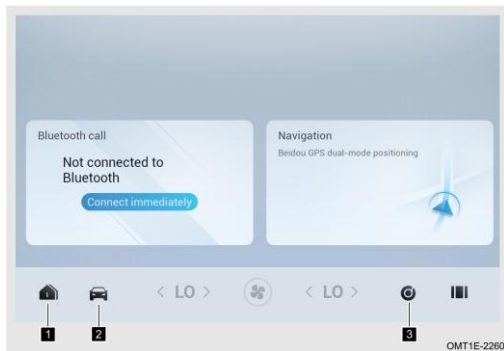 Bluetooth call
Not connected to
Bluetooth
Connect immediately
Navigation
Beidou GPS dual-mode positioning
< LO >
< LO >
1
2
3
OMT1E-2260